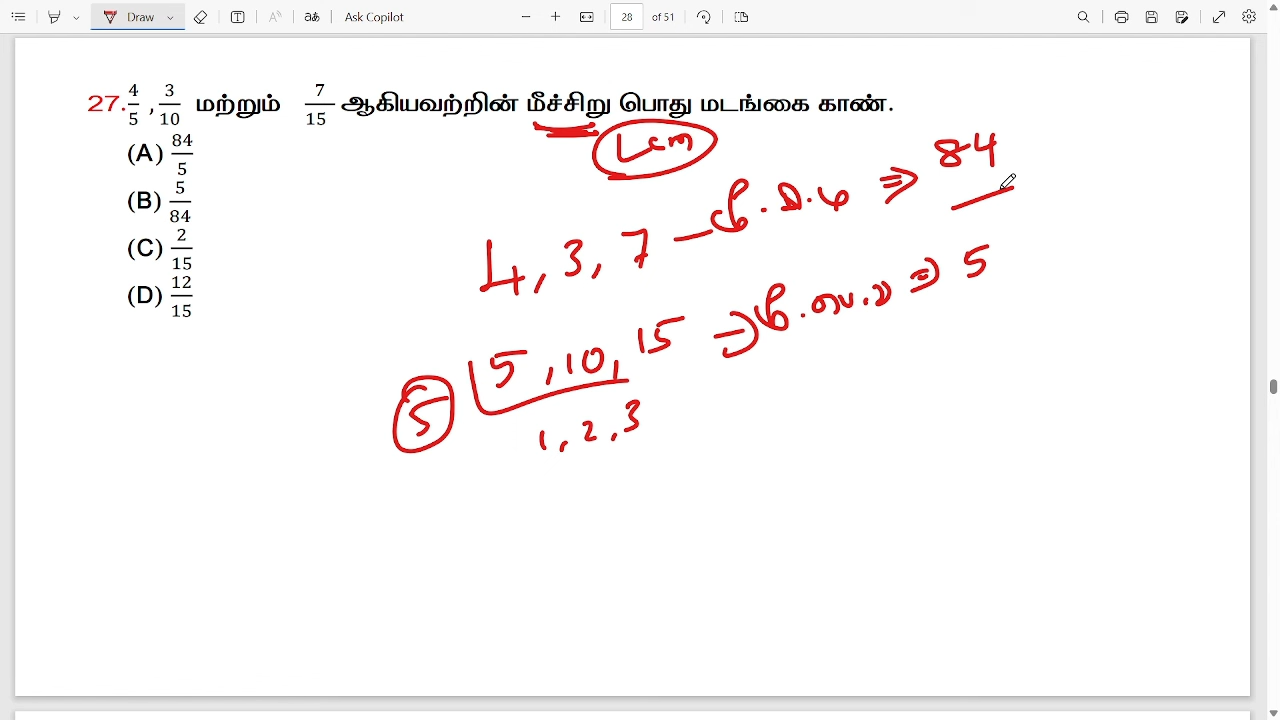 Draw Ask Copilot 28 of 51
27. 4/5 , 3/10 மற்றும் 7/15 ஆகியவற்றின் மீச்சிறு பொது மடங்கை காண்.
(A) 84/5
(B) 5/84
(C) 2/15
(D) 12/15
Lcm
4, 3, 7 – மீ.சி.ம ⇒ 84
5, 10, 15 ⇒ மீ.பொ.வ ⇒ 5
5
1, 2, 3